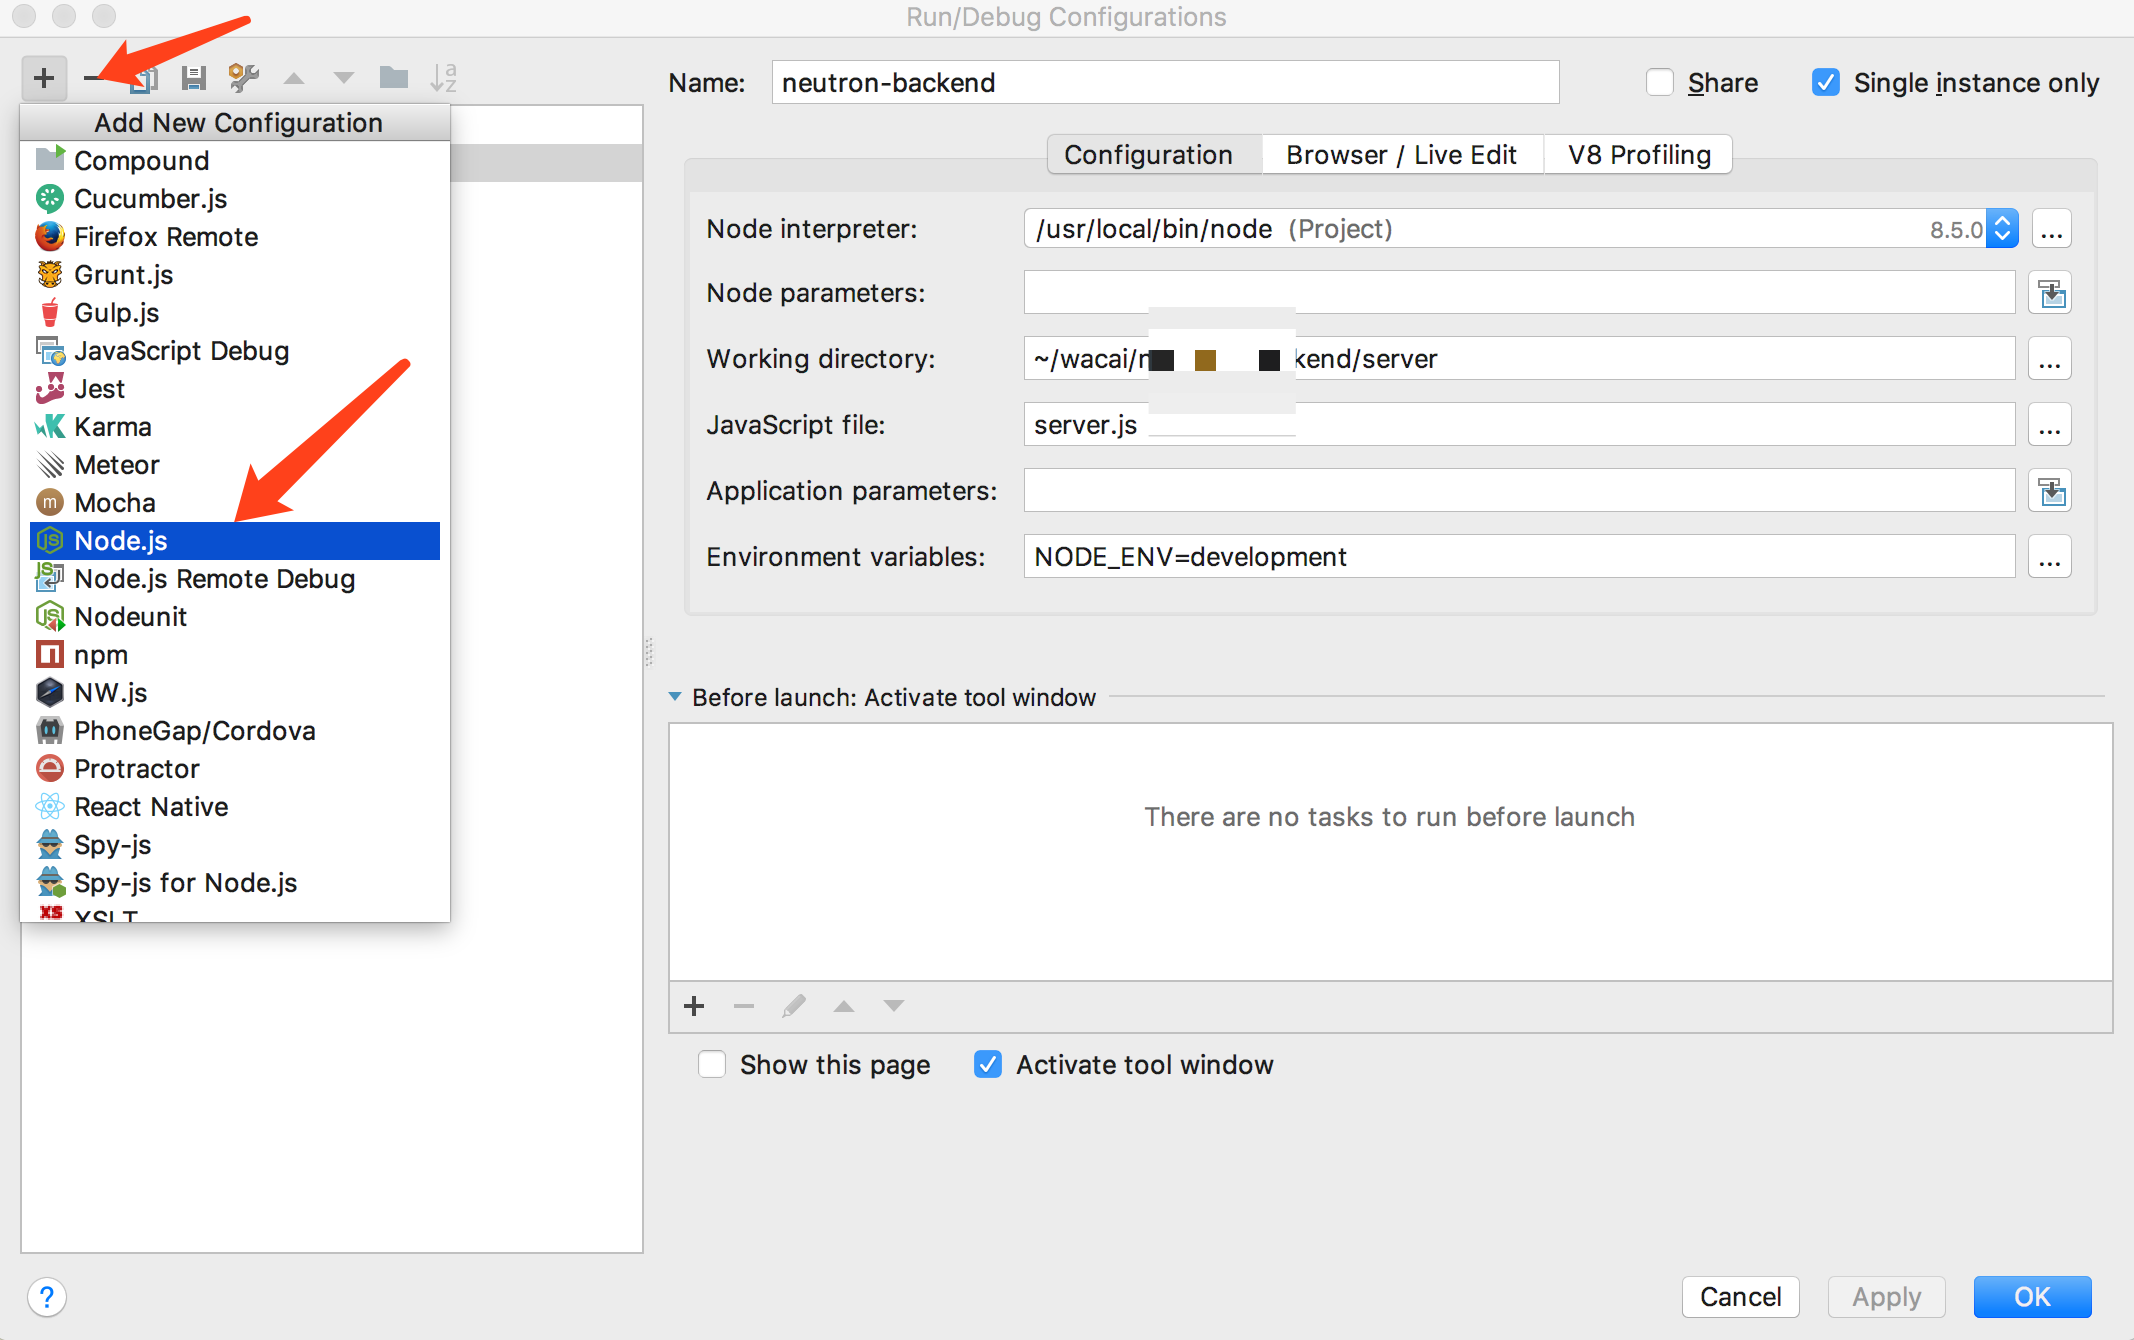 Run/Debug Configurations
Name: neutron-backend Share Single instance only
Add New Configuration
Compound
Cucumber.js
Firefox Remote
Grunt.js
Gulp.js
JavaScript Debug
Jest
Karma
Meteor
Mocha
Node.js
Node.js Remote Debug
Nodeunit
npm
NW.js
PhoneGap/Cordova
Protractor
React Native
Spy-js
Spy-js for Node.js
XSLT
Configuration Browser / Live Edit V8 Profiling
Node interpreter: /usr/local/bin/node (Project) 8.5.0 ...
Node parameters:
Working directory: ~/wacai/ kend/server ...
JavaScript file: server.js ...
Application parameters:
Environment variables: NODE_ENV=development ...
Before launch: Activate tool window
There are no tasks to run before launch
Show this page Activate tool window
? Cancel Apply OK